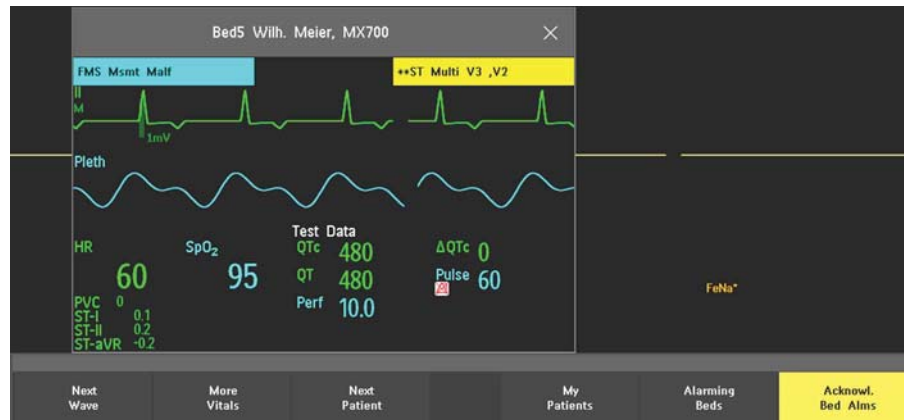 Bed5 Wilh. Meier, MX700
FMS Msmt Malf
**ST Multi V3 ,V2
II
M
1mV
Pleth
Test Data
HR 60
SpO₂ 95
QTc 480
ΔQTc 0
QT 480
Pulse 60
Perf 10.0
PVC 0
ST-I 0.1
ST-II 0.2
ST-aVR -0.2
FeNa*
Next Wave
More Vitals
Next Patient
My Patients
Alarming Beds
Acknowl. Bed Alms